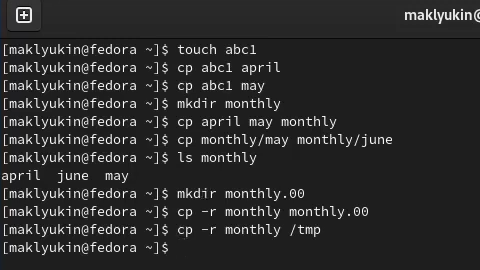 maklyukin@
[maklyukin@fedora ~]$ touch abc1
[maklyukin@fedora ~]$ cp abc1 april
[maklyukin@fedora ~]$ cp abc1 may
[maklyukin@fedora ~]$ mkdir monthly
[maklyukin@fedora ~]$ cp april may monthly
[maklyukin@fedora ~]$ cp monthly/may monthly/june
[maklyukin@fedora ~]$ ls monthly
april  june  may
[maklyukin@fedora ~]$ mkdir monthly.00
[maklyukin@fedora ~]$ cp -r monthly monthly.00
[maklyukin@fedora ~]$ cp -r monthly /tmp
[maklyukin@fedora ~]$